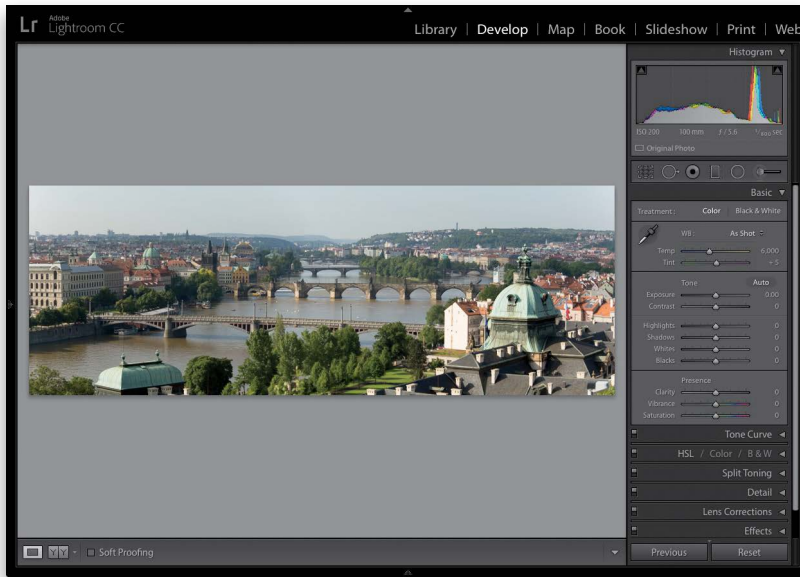 Lr Adobe Lightroom CC
Library | Develop | Map | Book | Slideshow | Print | Web
Histogram
ISO 200 100 mm ƒ / 5.6
Original Photo
Basic
Treatment : Color Black & White
WB : As Shot
Temp 6,000
Tint + 5
Tone Auto
Exposure 0.00
Contrast 0
Highlights 0
Shadows 0
Whites 0
Blacks 0
Presence
Clarity 0
Vibrance 0
Saturation 0
Tone Curve
HSL / Color / B & W
Split Toning
Detail
Lens Corrections
Effects
Y Y Soft Proofing
Previous Reset